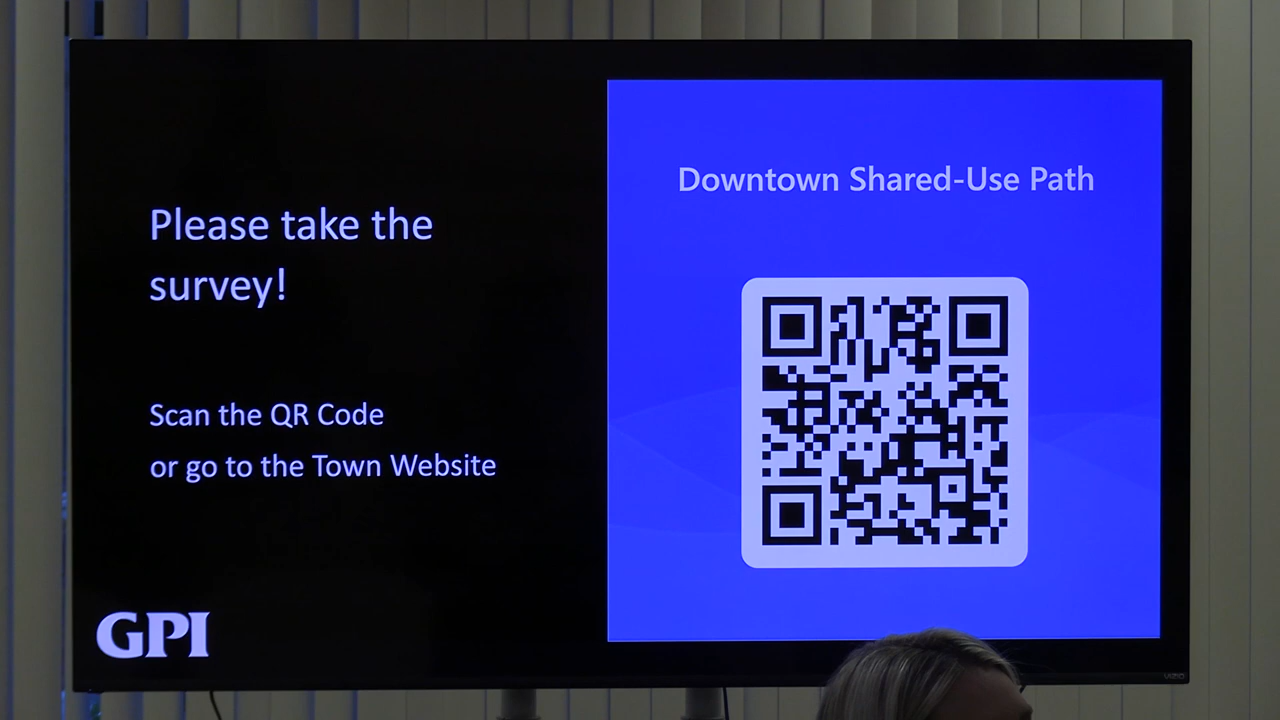 Please take the
survey!
Scan the QR Code
or go to the Town Website
GPI
Downtown Shared-Use Path
VIZIO